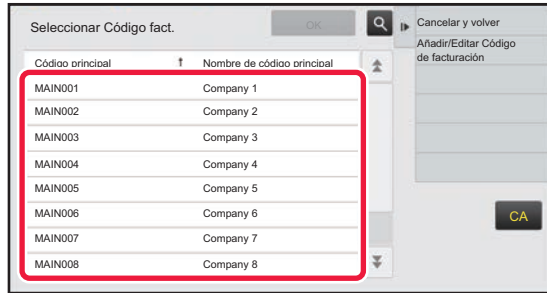 Seleccionar Código fact.
OK
Cancelar y volver
Añadir/Editar Código
de facturación
Código principal ↑ Nombre de código principal
MAIN001 Company 1
MAIN002 Company 2
MAIN003 Company 3
MAIN004 Company 4
MAIN005 Company 5
MAIN006 Company 6
MAIN007 Company 7
MAIN008 Company 8
CA